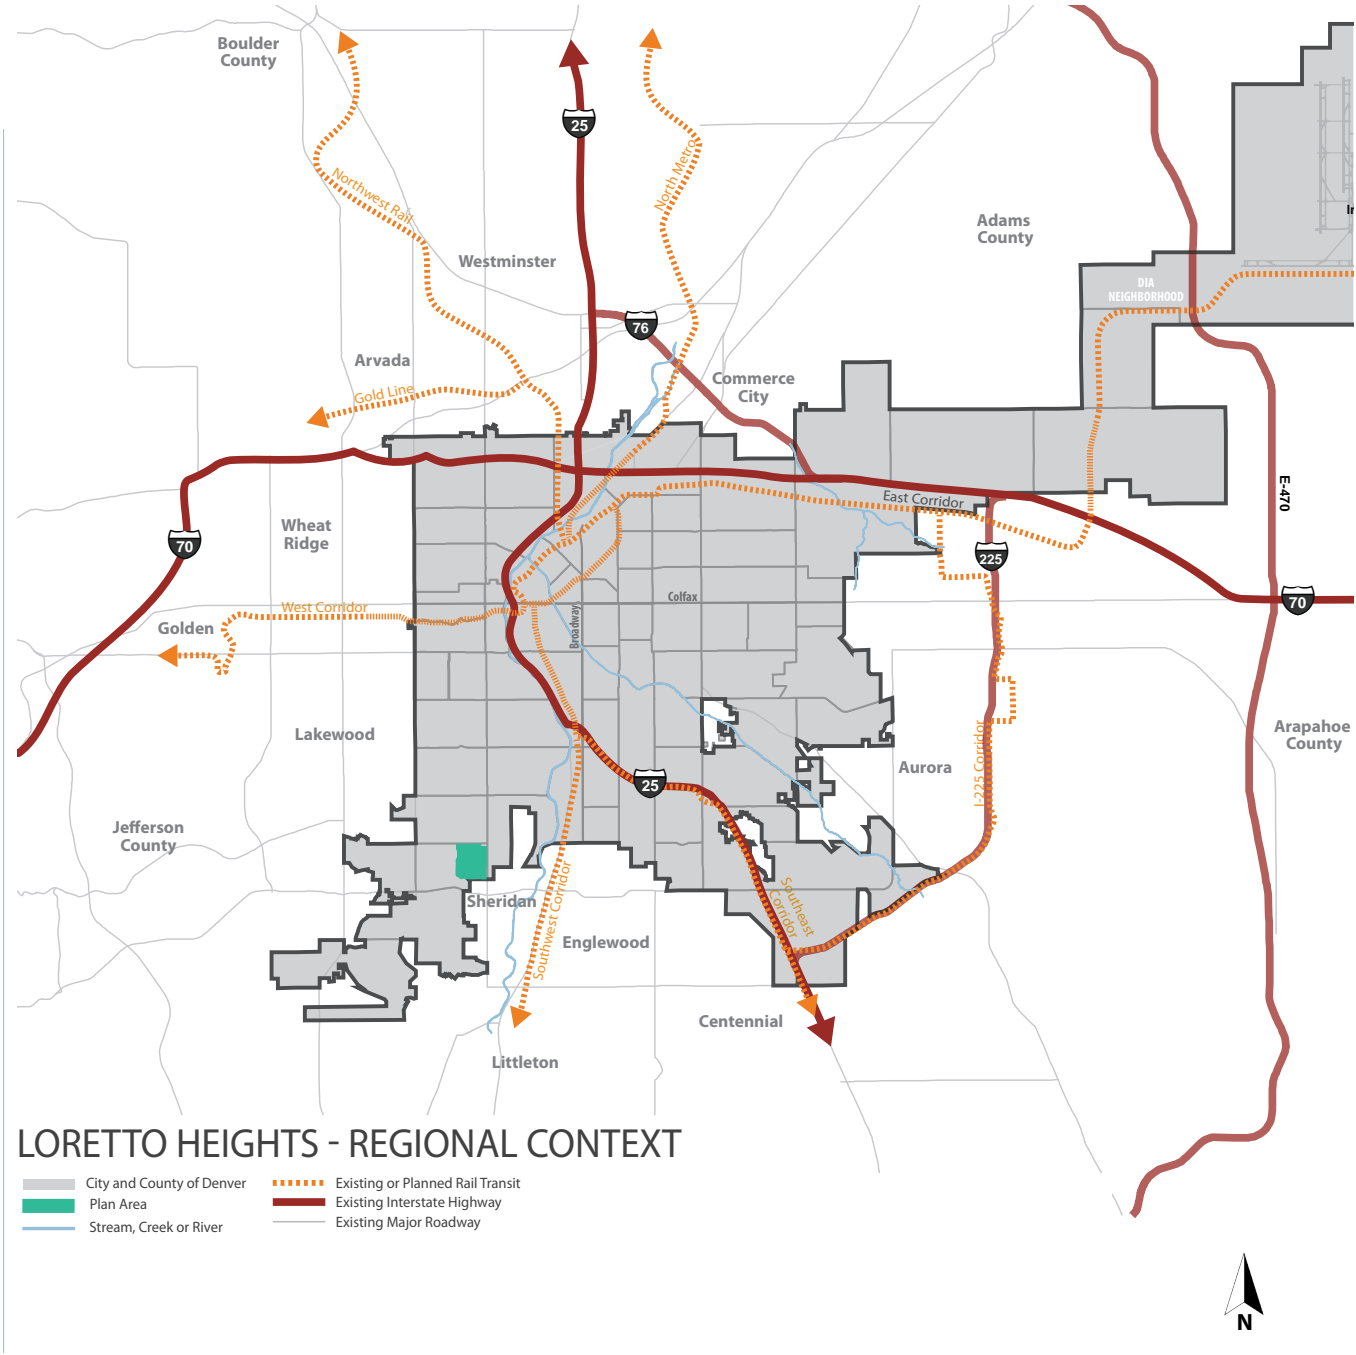 Boulder
County
25
Northwest Rail
North Metro
Adams
County
Westminster
DIA
NEIGHBORHOOD
76
Arvada
Commerce
City
Gold Line
East Corridor
E-470
Wheat
Ridge
70
225
70
Colfax
West Corridor
Broadway
Golden
Lakewood
Arapahoe
County
I-225 Corridor
Aurora
25
Jefferson
County
Sheridan
Southwest Corridor
Southeast
Corridor
Englewood
Centennial
Littleton
LORETTO HEIGHTS - REGIONAL CONTEXT
City and County of Denver
Plan Area
Stream, Creek or River
Existing or Planned Rail Transit
Existing Interstate Highway
Existing Major Roadway
N